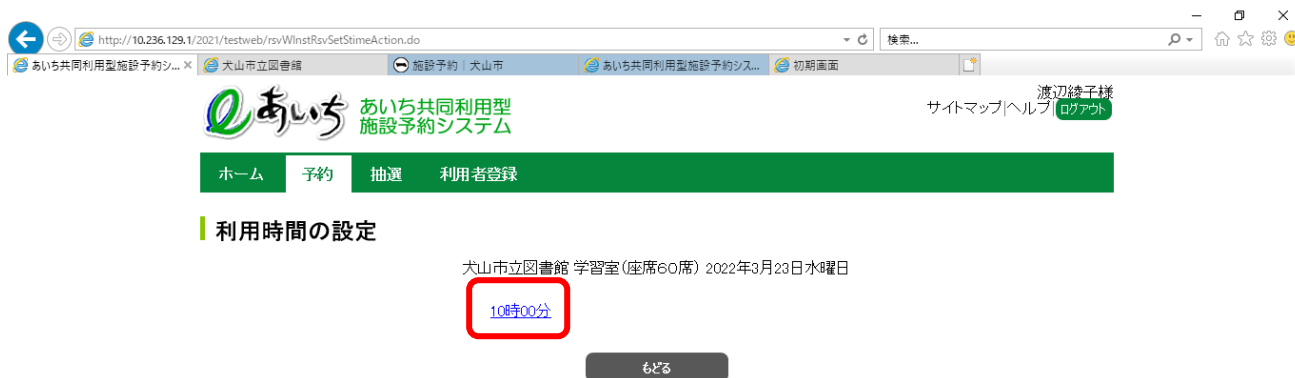 http://10.236.129.1/2021/testweb/rsvWInstRsvSetStimeAction.do
検索...
あいち共同利用型施設予約シ...
犬山市立図書館
施設予約｜犬山市
あいち共同利用型施設予約シス...
初期画面
あいち
あいち共同利用型
施設予約システム
渡辺綾子様
サイトマップ|ヘルプ|ログアウト
ホーム
予約
抽選
利用者登録
利用時間の設定
犬山市立図書館 学習室（座席60席） 2022年3月23日水曜日
10時00分
もどる